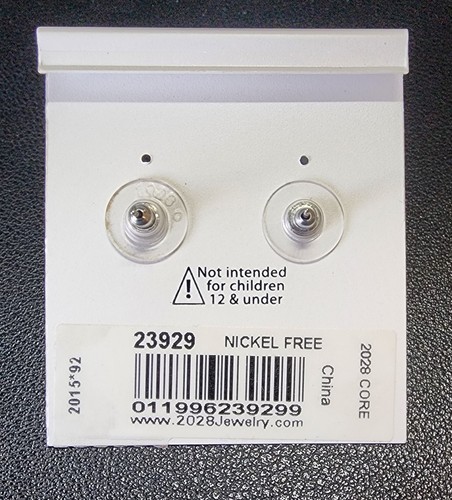 Not intended
for children
12 & under
2015*92
23929 NICKEL FREE
011996239299
www.2028Jewelry.com
China
2028 CORE